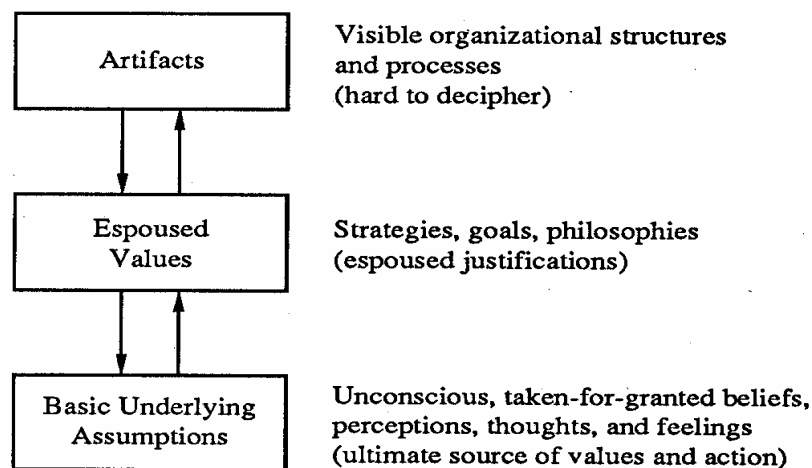 Artifacts
Visible organizational structures
and processes
(hard to decipher)
Espoused
Values
Strategies, goals, philosophies
(espoused justifications)
Basic Underlying
Assumptions
Unconscious, taken-for-granted beliefs,
perceptions, thoughts, and feelings
(ultimate source of values and action)